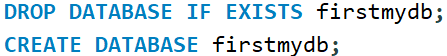 DROP DATABASE IF EXISTS firstmydb;
CREATE DATABASE firstmydb;